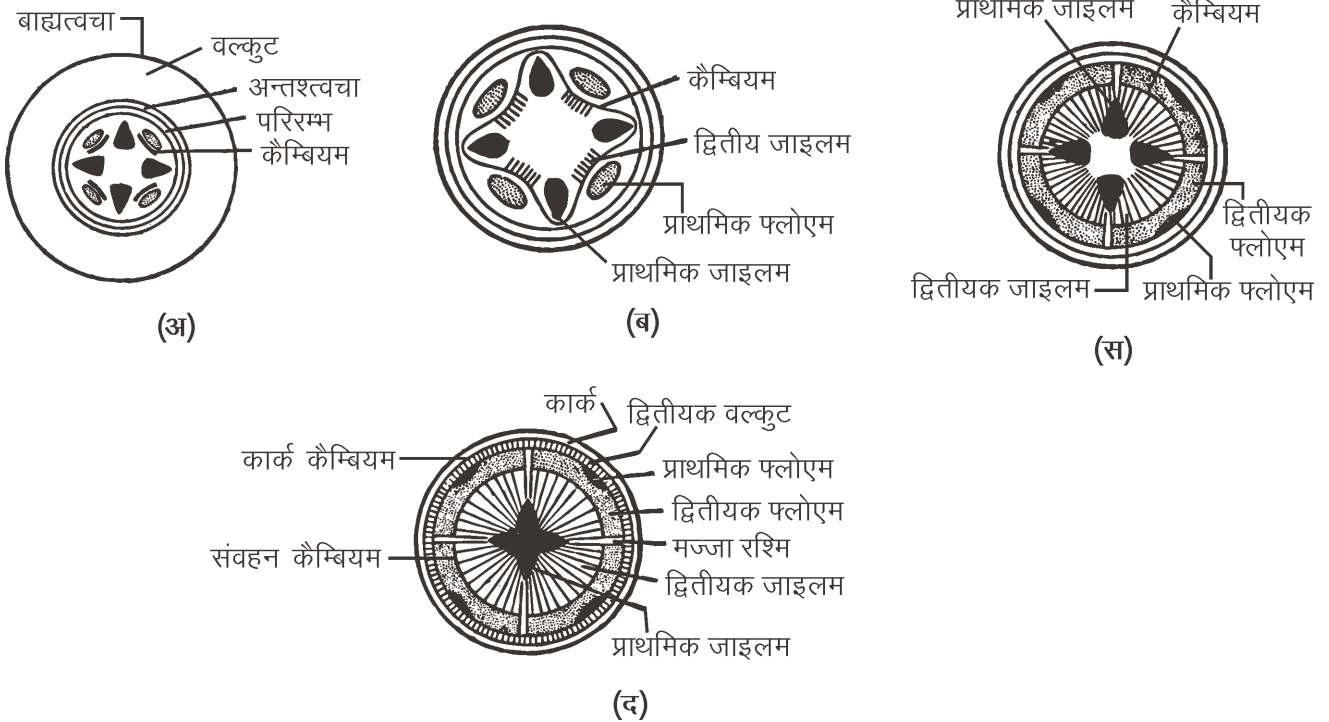 बाह्यत्वचा
वल्कुट
अन्तश्त्वचा
परिरम्भ
कैम्बियम
(अ)
कैम्बियम
द्वितीय जाइलम
प्राथमिक फ्लोएम
प्राथमिक जाइलम
(ब)
प्राथमिक जाइलम
कैम्बियम
द्वितीयक
फ्लोएम
द्वितीयक जाइलम
प्राथमिक फ्लोएम
(स)
कार्क
द्वितीयक वल्कुट
कार्क कैम्बियम
प्राथमिक फ्लोएम
द्वितीयक फ्लोएम
मज्जा रश्मि
संवहन कैम्बियम
द्वितीयक जाइलम
प्राथमिक जाइलम
(द)